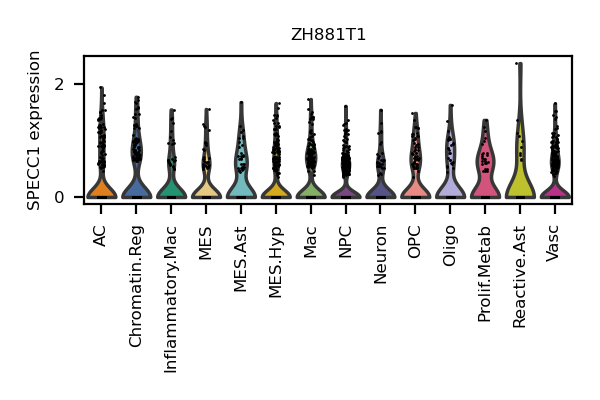 ZH881T1
SPECC1 expression
2
0
AC
Chromatin.Reg
Inflammatory.Mac
MES
MES.Ast
MES.Hyp
Mac
NPC
Neuron
OPC
Oligo
Prolif.Metab
Reactive.Ast
Vasc